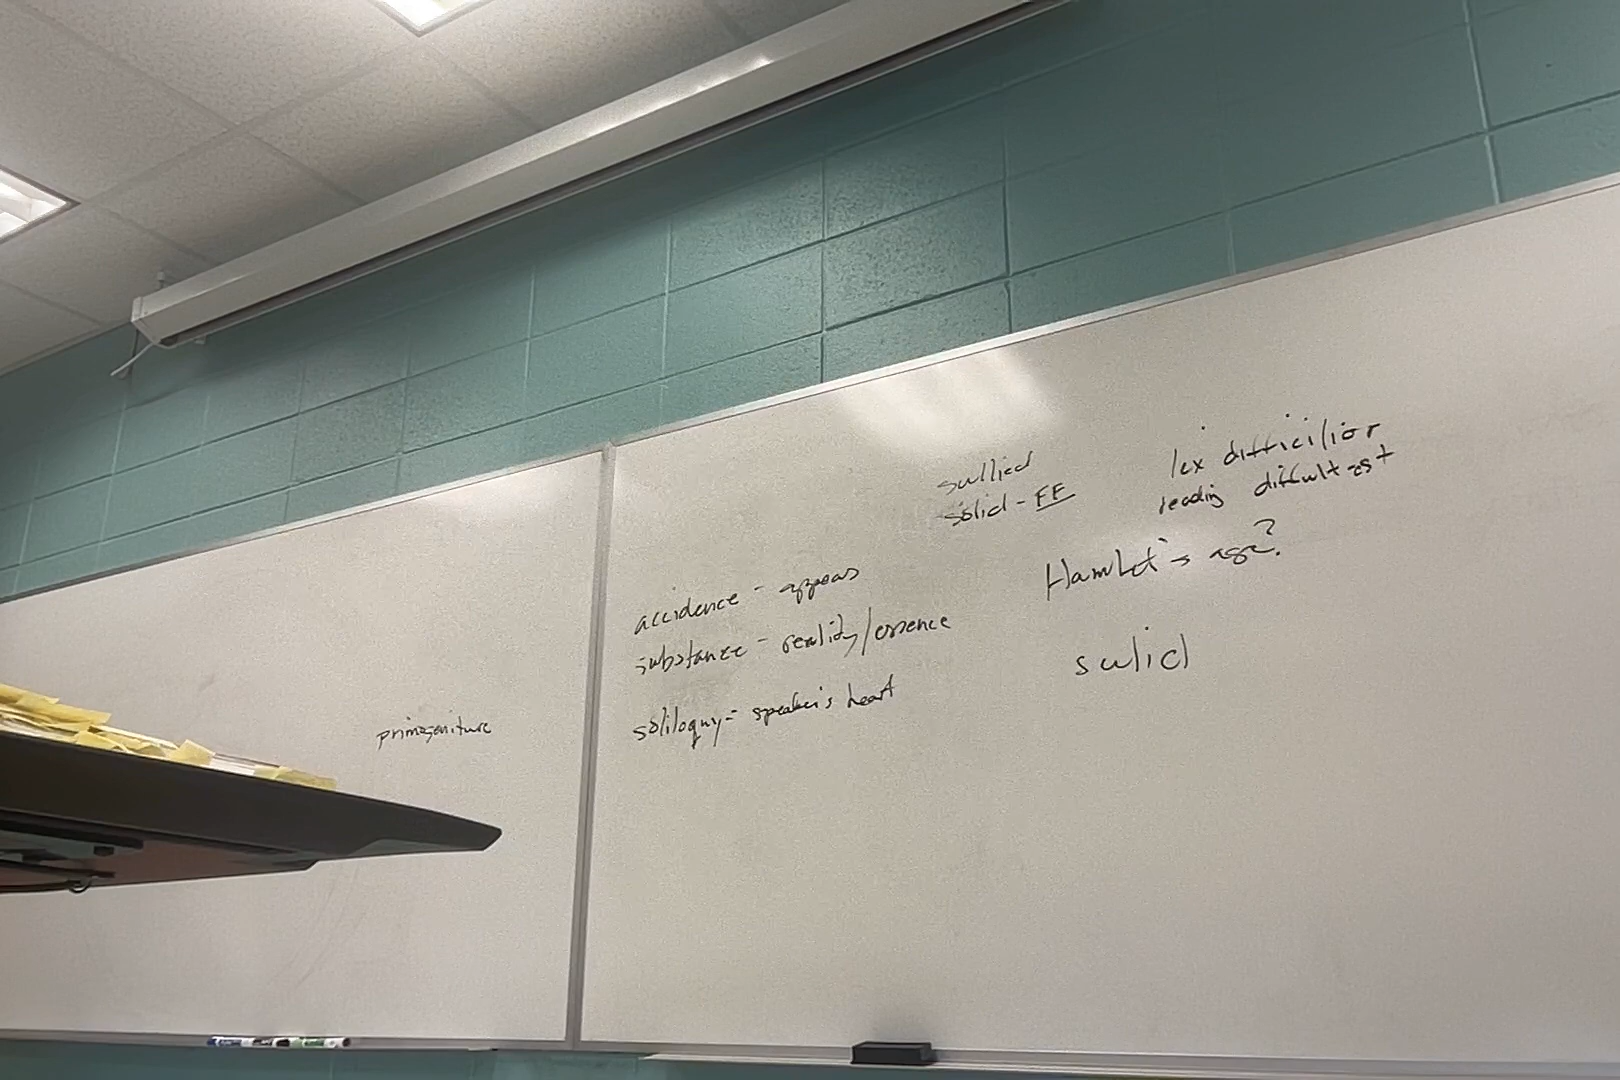 primogeniture
accidence - appears
substance - reality/essence
soliloquy = speaker's heart
sullied
solid - FF
lex difficilior
reading difficultest
Hamlet's age?
sulid